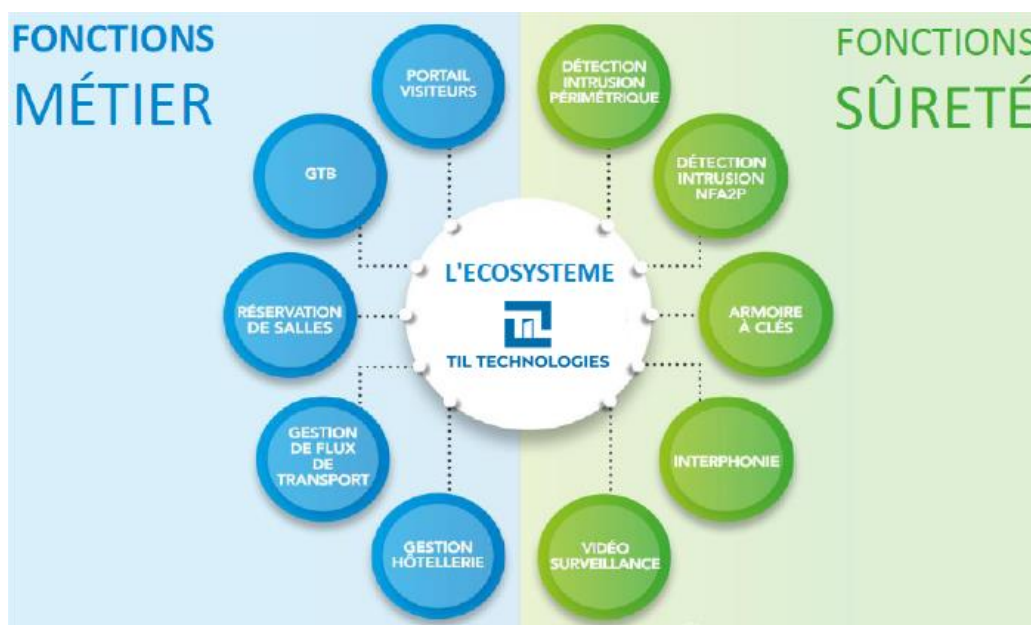 FONCTIONS
MÉTIER
FONCTIONS
SÛRETÉ
PORTAIL
VISITEURS
GTB
RÉSERVATION
DE SALLES
GESTION
DE FLUX
DE
TRANSPORT
GESTION
HÔTELLERIE
L'ECOSYSTEME
TIL
TIL TECHNOLOGIES
DÉTECTION
INTRUSION
PÉRIMÉTRIQUE
DÉTECTION
INTRUSION
NFA2P
ARMOIRE
À CLÉS
INTERPHONIE
VIDÉO
SURVEILLANCE